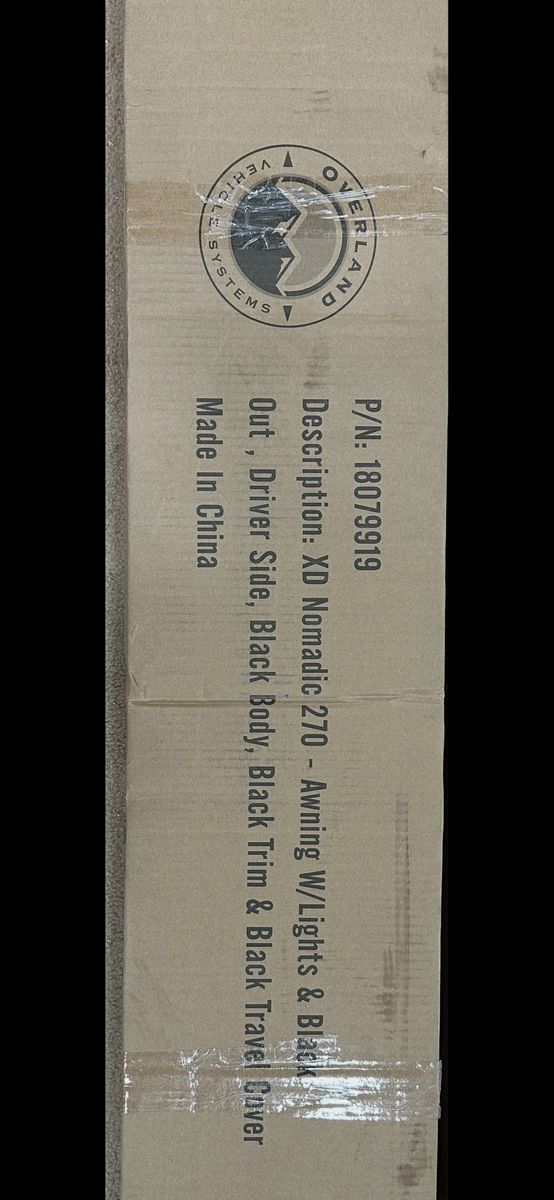 OVERLAND
VEHICLE SYSTEMS
P/N: 18079919
Description: XD Nomadic 270 - Awning W/Lights & Black
Out , Driver Side, Black Body, Black Trim & Black Travel Cover
Made In China